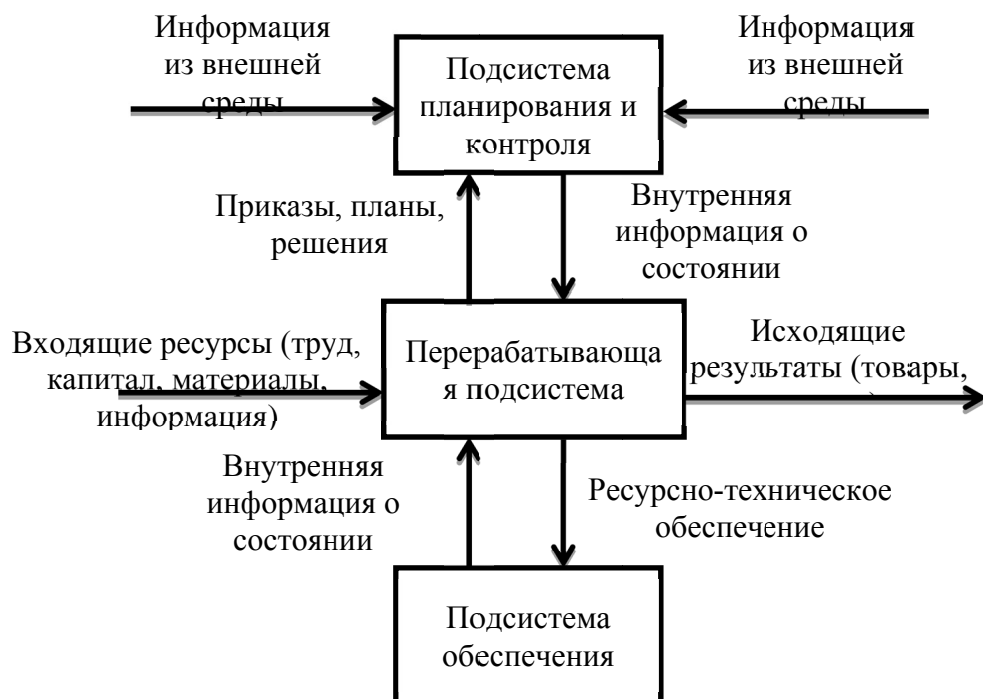 Информация
из внешней
среды
Подсистема
планирования и
контроля
Информация
из внешней
среды
Приказы, планы,
решения
Внутренняя
информация о
состоянии
Входящие ресурсы (труд,
капитал, материалы,
информация)
Перерабатывающа
я подсистема
Исходящие
результаты (товары,
Внутренняя
информация о
состоянии
Ресурсно-техническое
обеспечение
Подсистема
обеспечения